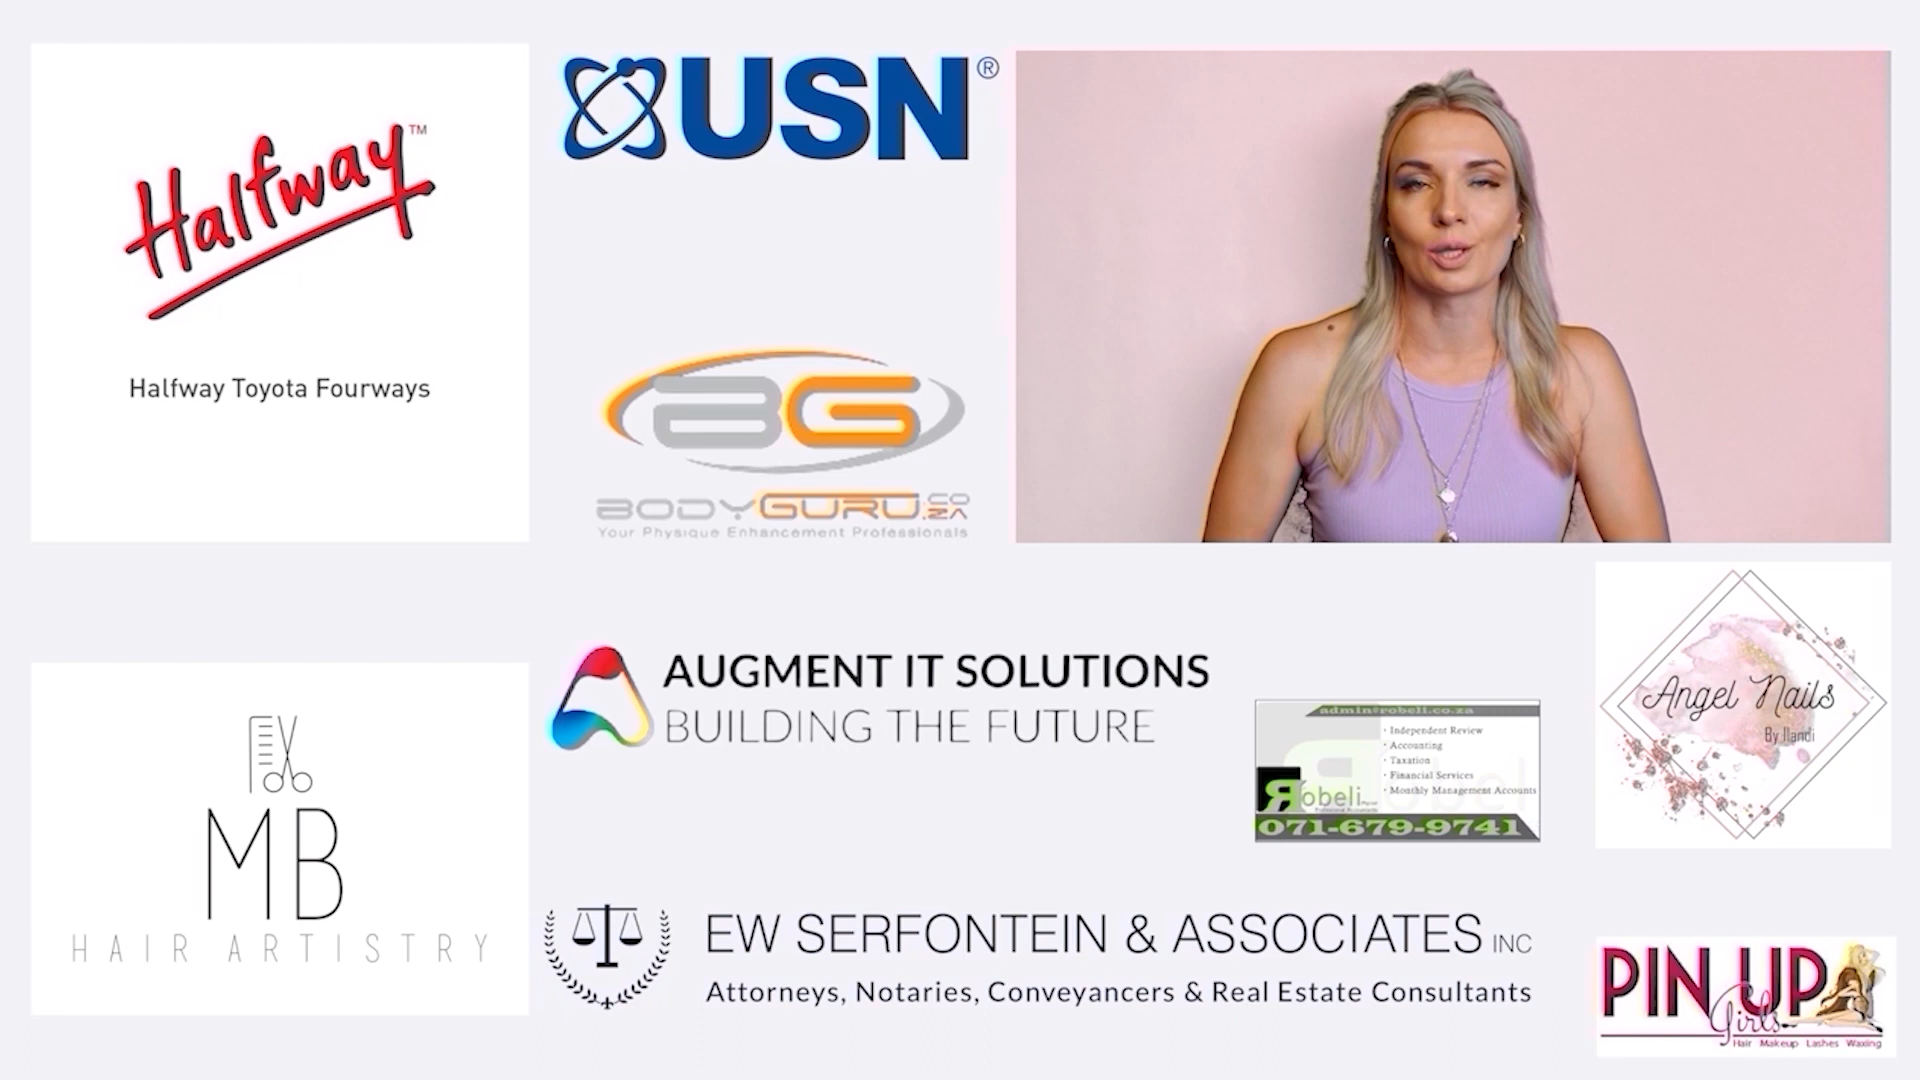 Halfway™
Halfway Toyota Fourways
USN®
BG
BODYGURU.CO
.ZA
Your Physique Enhancement Professionals
MB
HAIR ARTISTRY
AUGMENT IT SOLUTIONS
BUILDING THE FUTURE
admin@robeli.co.za
· Independent Review
· Accounting
· Taxation
· Financial Services
· Monthly Management Accounts
Robeli
071-679-9741
Angel Nails
By Ilandi
EW SERFONTEIN & ASSOCIATES INC
Attorneys, Notaries, Conveyancers & Real Estate Consultants
PIN UP
Girls
Hair Makeup Lashes Waxing